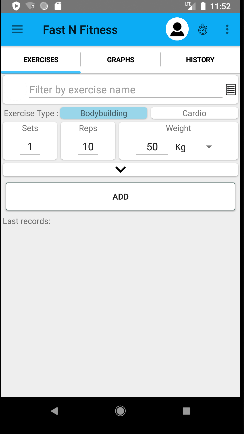 11:52
Fast N Fitness
EXERCISES GRAPHS HISTORY
Filter by exercise name
Exercise Type : Bodybuilding Cardio
Sets Reps Weight
1 10 50 Kg
ADD
Last records: